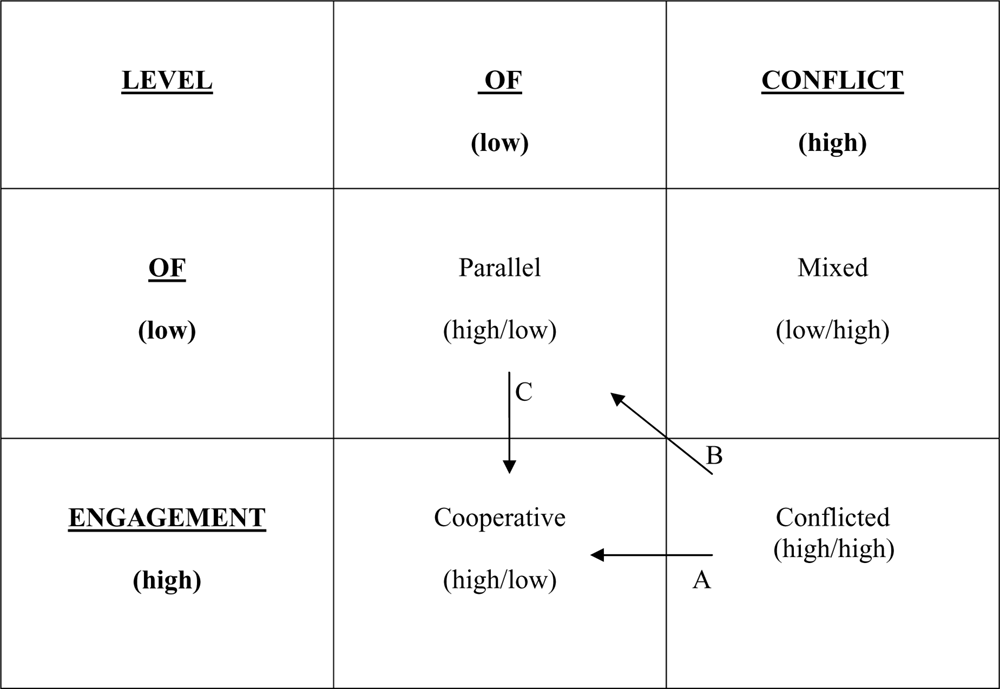 LEVEL
OF
(low)
CONFLICT
(high)
OF
(low)
Parallel
(high/low)
Mixed
(low/high)
C
B
ENGAGEMENT
(high)
Cooperative
(high/low)
Conflicted
(high/high)
A